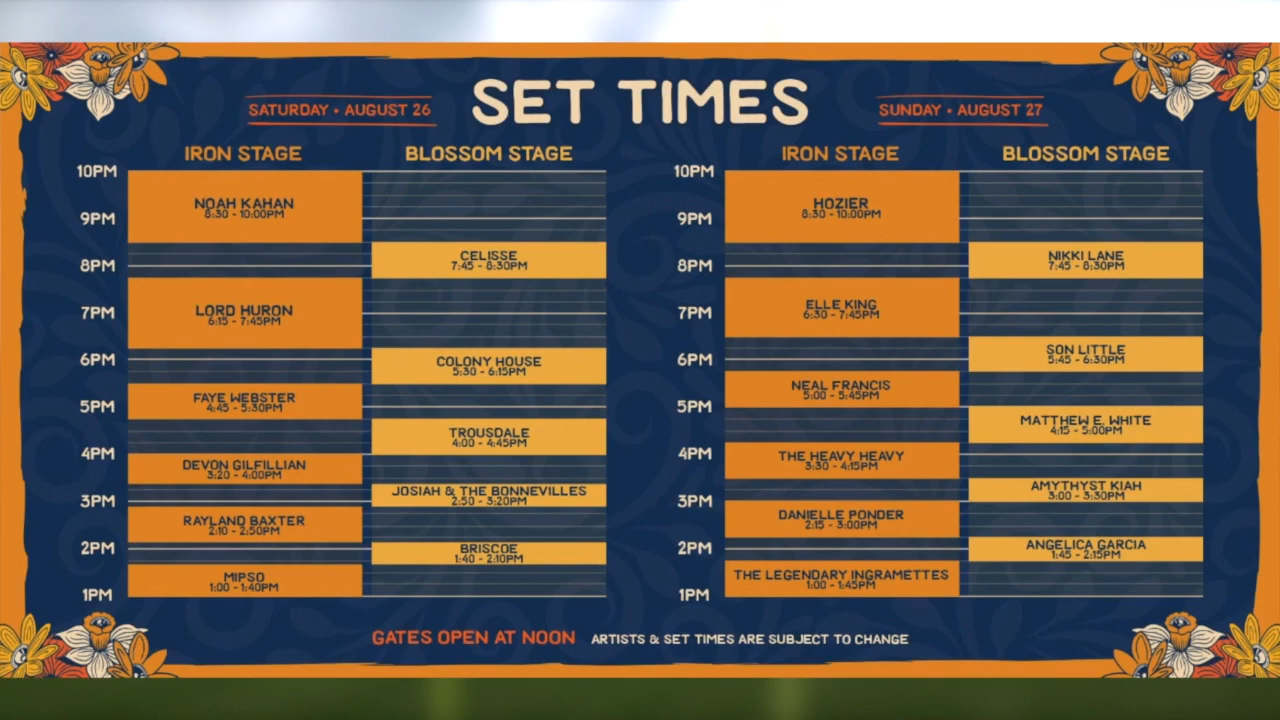 SET TIMES
SATURDAY • AUGUST 26
IRON STAGE
BLOSSOM STAGE
10PM
9PM
8PM
7PM
6PM
5PM
4PM
3PM
2PM
1PM
NOAH KAHAN
8:30 - 10:00PM
CELISSE
7:45 - 8:30PM
LORD HURON
6:15 - 7:45PM
COLONY HOUSE
5:30 - 6:15PM
FAYE WEBSTER
4:45 - 5:30PM
TROUSDALE
4:00 - 4:45PM
DEVON GILFILLIAN
3:20 - 4:00PM
JOSIAH & THE BONNEVILLES
2:50 - 3:20PM
RAYLAND BAXTER
2:10 - 2:50PM
BRISCOE
1:40 - 2:10PM
MIPSO
1:00 - 1:40PM
SUNDAY • AUGUST 27
IRON STAGE
BLOSSOM STAGE
10PM
9PM
8PM
7PM
6PM
5PM
4PM
3PM
2PM
1PM
HOZIER
8:30 - 10:00PM
NIKKI LANE
7:45 - 8:30PM
ELLE KING
6:30 - 7:45PM
SON LITTLE
5:45 - 6:30PM
NEAL FRANCIS
5:00 - 5:45PM
MATTHEW E. WHITE
4:15 - 5:00PM
THE HEAVY HEAVY
3:30 - 4:15PM
AMYTHYST KIAH
3:00 - 3:30PM
DANIELLE PONDER
2:15 - 3:00PM
ANGELICA GARCIA
1:45 - 2:15PM
THE LEGENDARY INGRAMETTES
1:00 - 1:45PM
GATES OPEN AT NOON
ARTISTS & SET TIMES ARE SUBJECT TO CHANGE